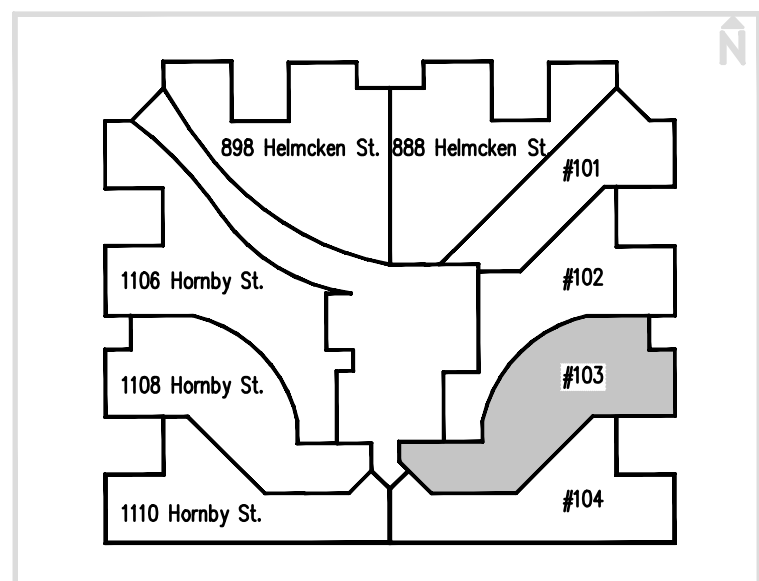 N
898 Helmcken St.
888 Helmcken St.
#101
1106 Hornby St.
#102
1108 Hornby St.
#103
1110 Hornby St.
#104